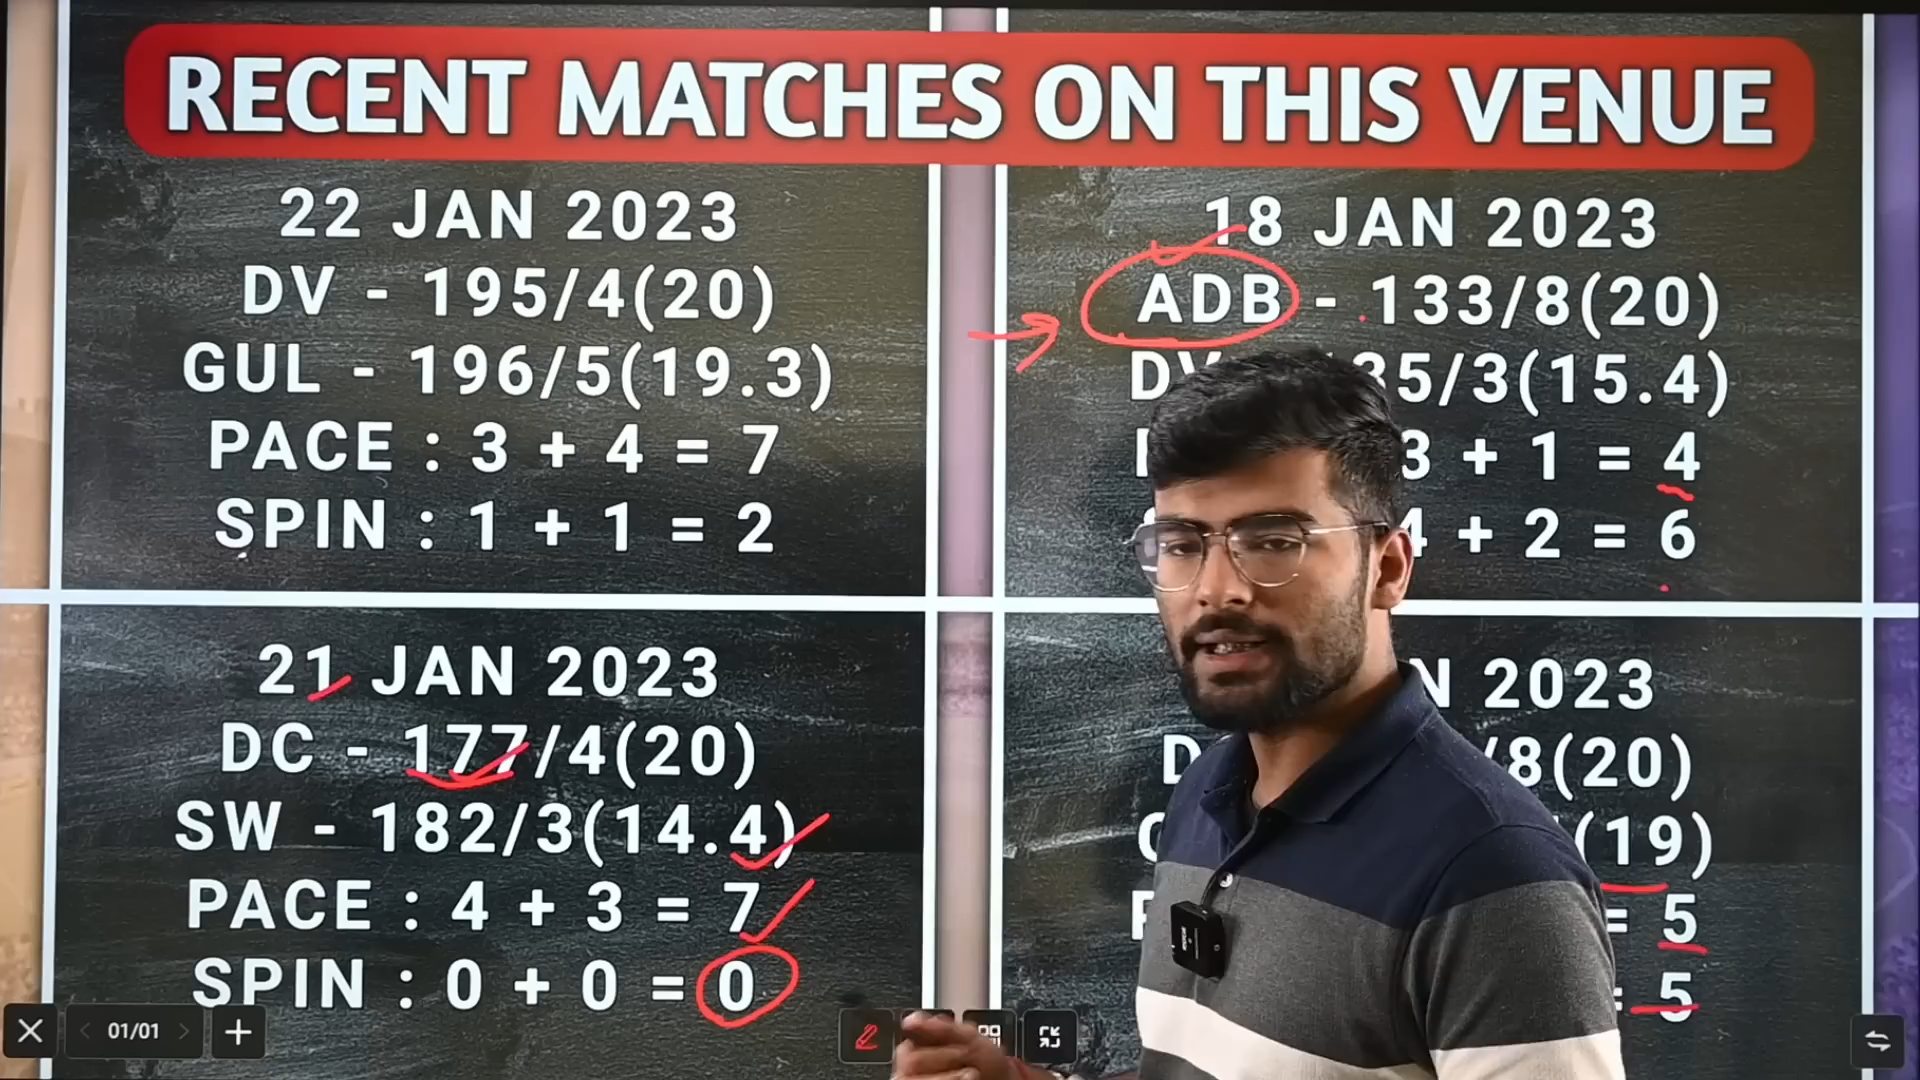 RECENT MATCHES ON THIS VENUE
22 JAN 2023
DV - 195/4(20)
GUL - 196/5(19.3)
PACE : 3 + 4 = 7
SPIN : 1 + 1 = 2
18 JAN 2023
ADB - 133/8(20)
35/3(15.4)
3 + 1 = 4
4 + 2 = 6
21 JAN 2023
DC - 177/4(20)
SW - 182/3(14.4)
PACE : 4 + 3 = 7
SPIN : 0 + 0 = 0
2023
/8(20)
(19)
= 5
= 5
01/01